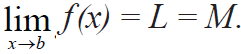 lim x→b f(x) = L = M.